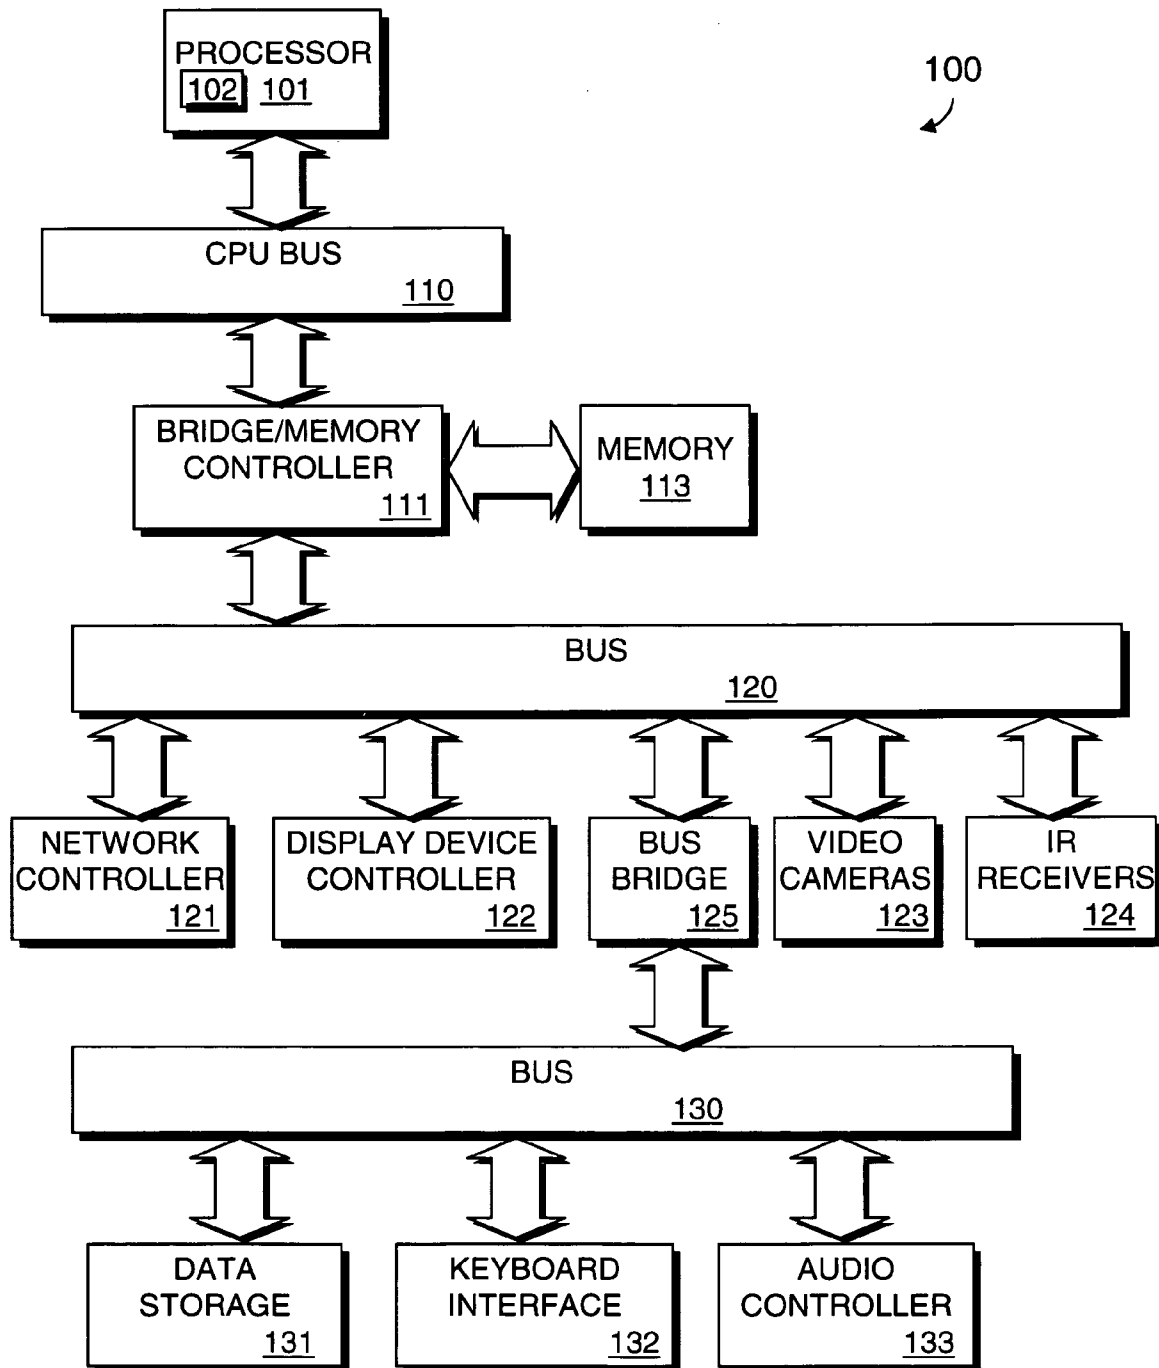 PROCESSOR
102 101
100
CPU BUS
110
BRIDGE/MEMORY
CONTROLLER
111
MEMORY
113
BUS
120
NETWORK
CONTROLLER
121
DISPLAY DEVICE
CONTROLLER
122
BUS
BRIDGE
125
VIDEO
CAMERAS
123
IR
RECEIVERS
124
BUS
130
DATA
STORAGE
131
KEYBOARD
INTERFACE
132
AUDIO
CONTROLLER
133